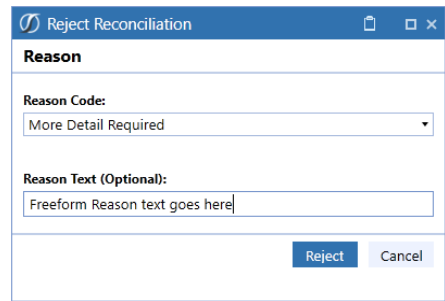 Reject Reconciliation
Reason
Reason Code:
More Detail Required
Reason Text (Optional):
Freeform Reason text goes here
Reject Cancel